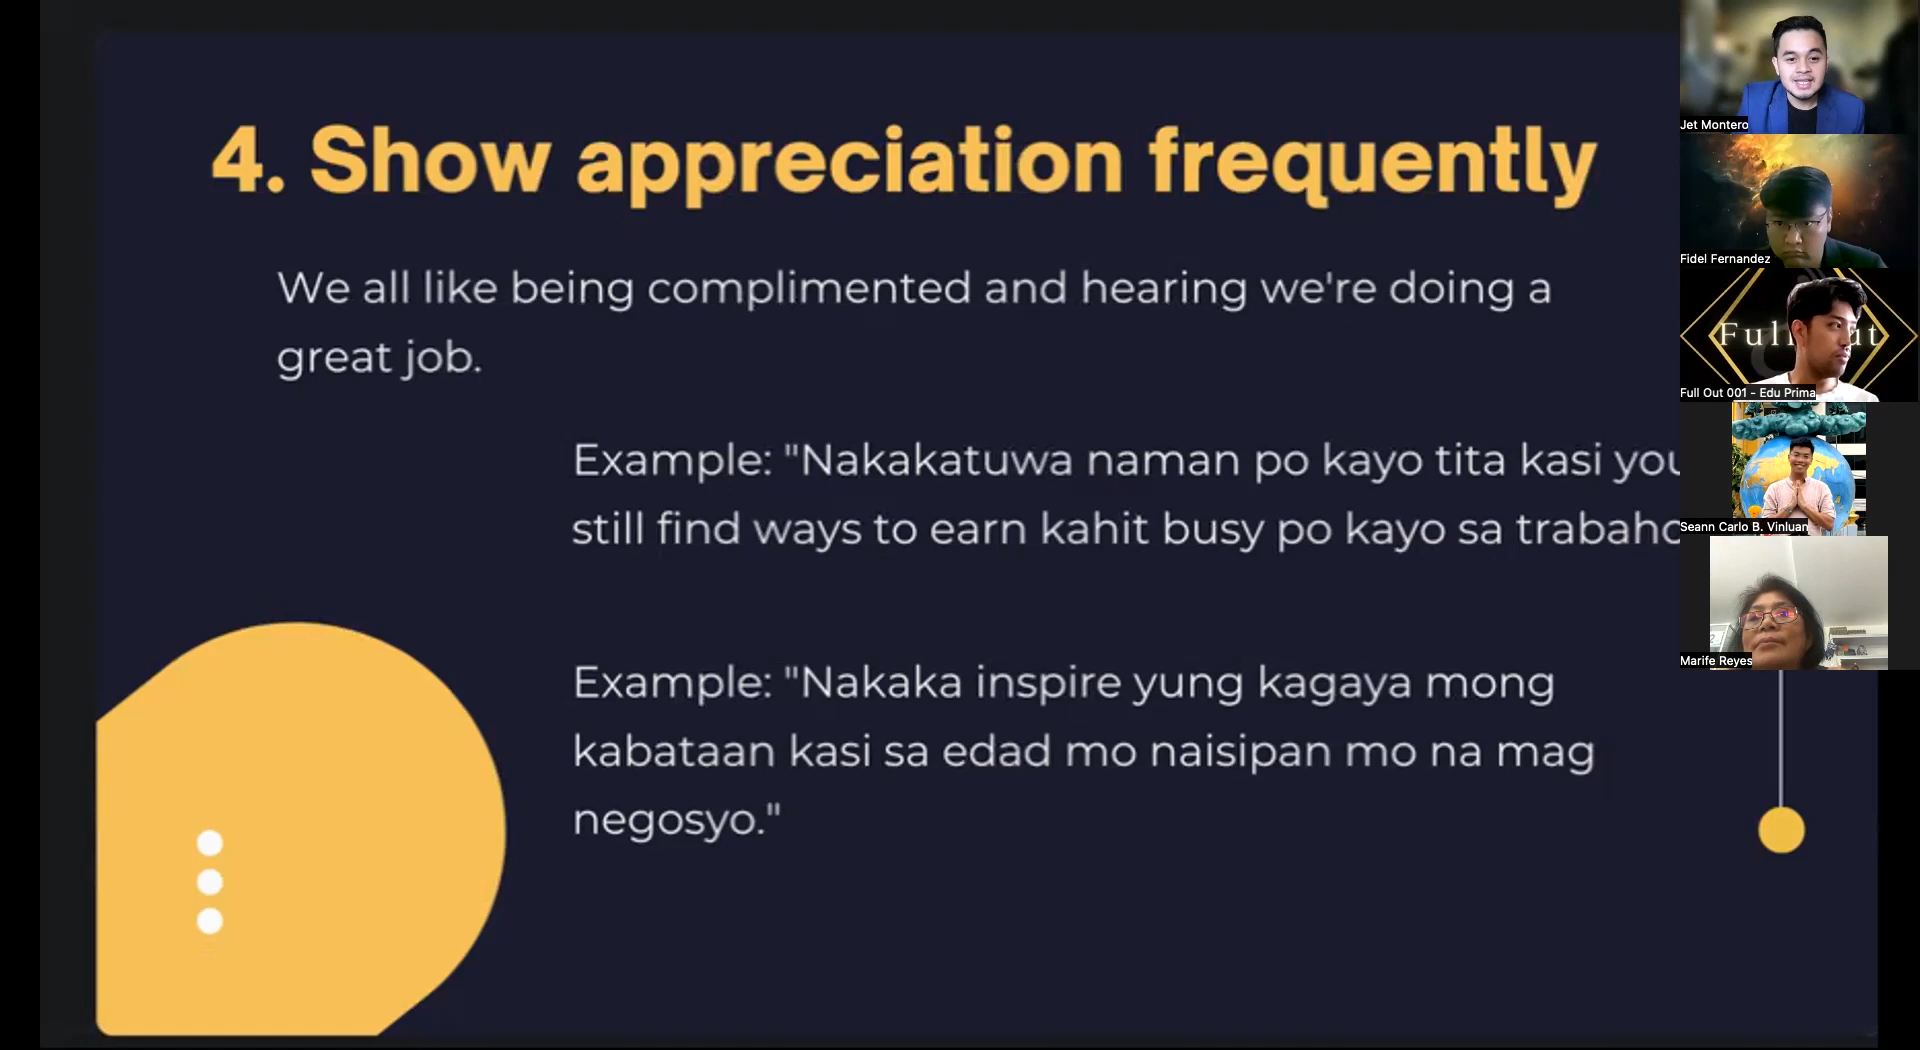 4. Show appreciation frequently
We all like being complimented and hearing we're doing a
great job.
Example: "Nakakatuwa naman po kayo tita kasi you
still find ways to earn kahit busy po kayo sa trabaho
Example: "Nakaka inspire yung kagaya mong
kabataan kasi sa edad mo naisipan mo na mag
negosyo."
Jet Montero
Fidel Fernandez
Full Out 001 - Edu Prima
Seann Carlo B. Vinluan
Marife Reyes